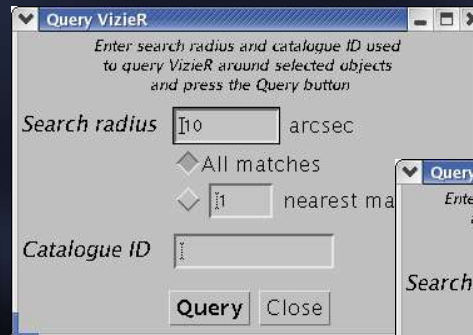 Query VizieR
Enter search radius and catalogue ID used
to query VizieR around selected objects
and press the Query button
Search radius 10 arcsec
All matches
1 nearest ma
Catalogue ID
Query Close
Query
Ente
Search